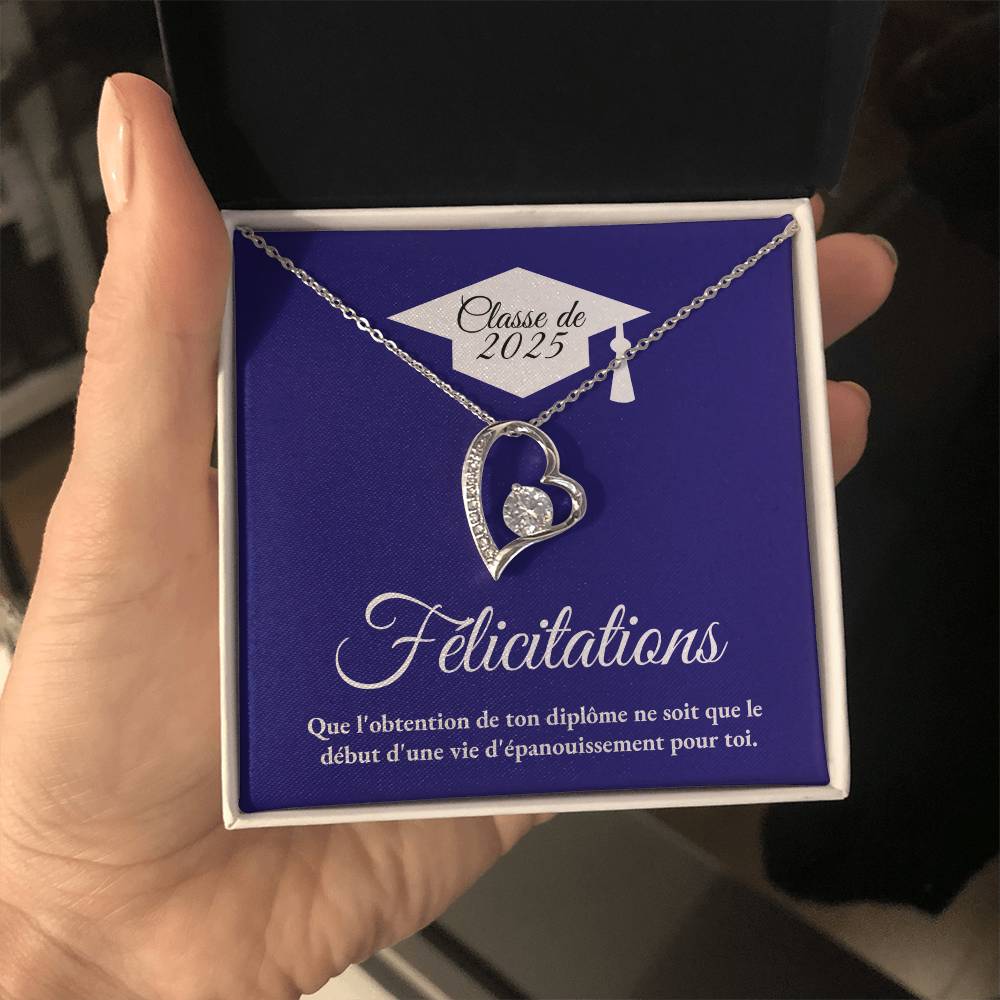 Classe de
2025
Félicitations
Que l'obtention de ton diplôme ne soit que le
début d'une vie d'épanouissement pour toi.